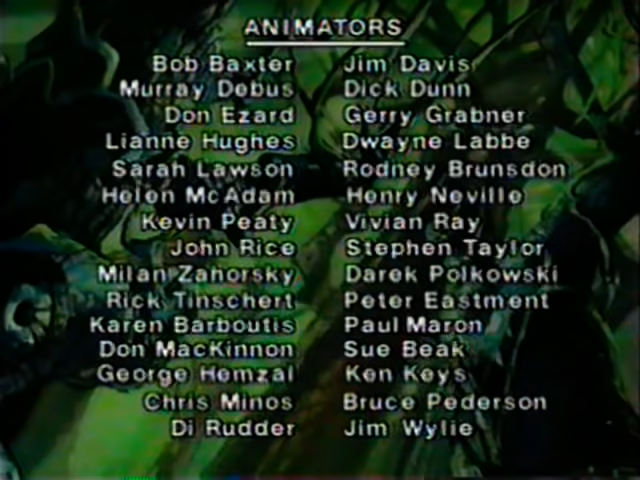 ANIMATORS
Bob Baxter Jim Davis
Murray Debus Dick Dunn
Don Ezard Gerry Grabner
Lianne Hughes Dwayne Labbe
Sarah Lawson Rodney Brunsdon
Helen McAdam Henry Neville
Kevin Peaty Vivian Ray
John Rice Stephen Taylor
Milan Zahorsky Darek Polkowski
Rick Tinschert Peter Eastment
Karen Barboutis Paul Maron
Don MacKinnon Sue Beak
George Hemzal Ken Keys
Chris Minos Bruce Pederson
Di Rudder Jim Wylie